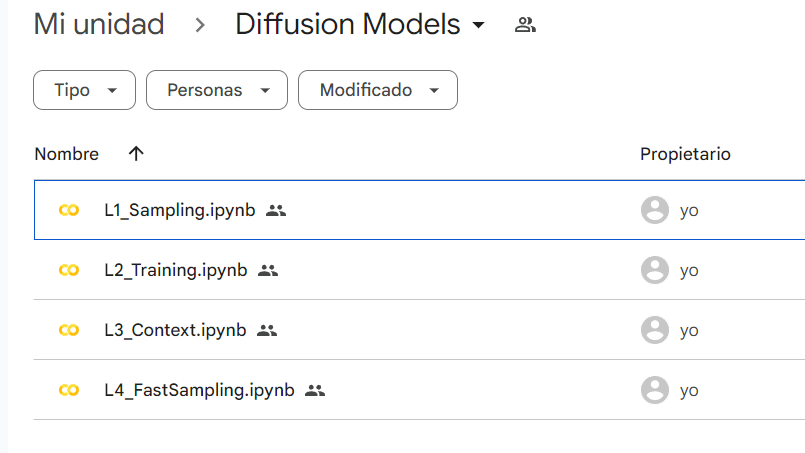 Mi unidad > Diffusion Models
Tipo Personas Modificado
Nombre Propietario
L1_Sampling.ipynb yo
L2_Training.ipynb yo
L3_Context.ipynb yo
L4_FastSampling.ipynb yo